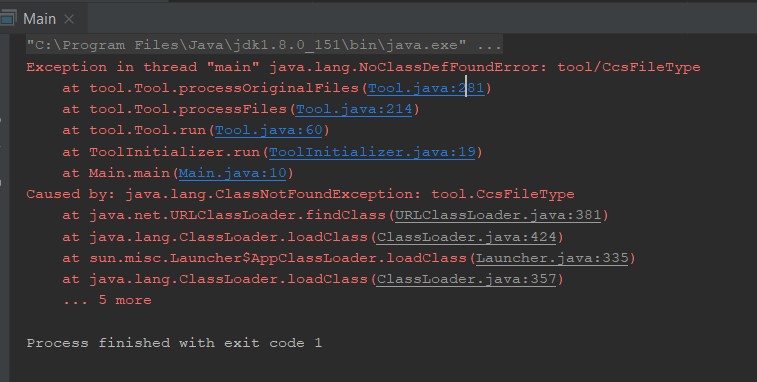 Main
"C:\Program Files\Java\jdk1.8.0_151\bin\java.exe" ...
Exception in thread "main" java.lang.NoClassDefFoundError: tool/CcsFileType
at tool.Tool.processOriginalFiles(Tool.java:281)
at tool.Tool.processFiles(Tool.java:214)
at tool.Tool.run(Tool.java:60)
at ToolInitializer.run(ToolInitializer.java:19)
at Main.main(Main.java:10)
Caused by: java.lang.ClassNotFoundException: tool.CcsFileType
at java.net.URLClassLoader.findClass(URLClassLoader.java:381)
at java.lang.ClassLoader.loadClass(ClassLoader.java:424)
at sun.misc.Launcher$AppClassLoader.loadClass(Launcher.java:335)
at java.lang.ClassLoader.loadClass(ClassLoader.java:357)
... 5 more
Process finished with exit code 1